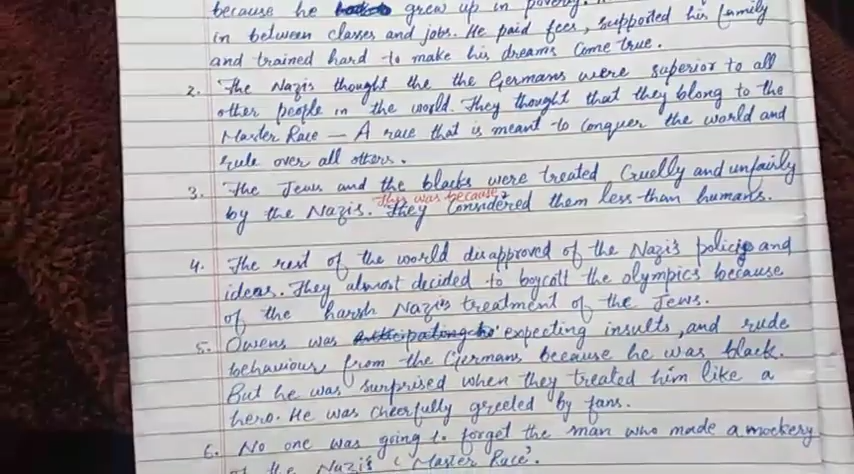 because he grew up in poverty.
in between classes and jobs. He paid fees, supported his family
and trained hard to make his dreams Come true.
2. The Nazis thought the the Germans were superior to all
other people in the world. They thought that they blong to the
Master Race — A race that is meant to conquer the world and
rule over all others.
3. The Jews and the blacks were treated Cruelly and unfairly
This was because
by the Nazis. They Considered them less than humans.
4. The rest of the world disapproved of the Nazis policies and
ideas. They almost decided to boycott the olympics because
of the harsh Nazi's treatment of the Jews.
5. Owens was expecting insults, and rude
behaviour from the Germans because he was black.
But he was surprised when they treated him like a
hero. He was cheerfully greeted by fans.
6. No one was going to forget the man who made a mockery
of the Nazis 'Master Race'.